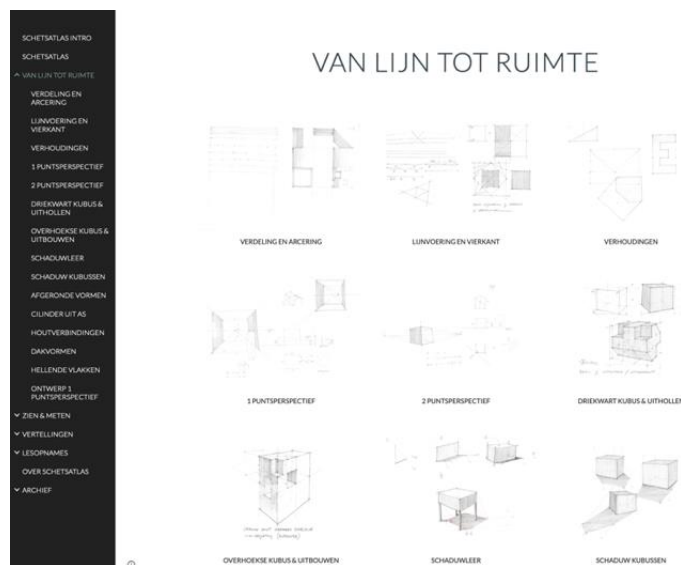 SCHETSATLAS INTRO
SCHETSATLAS
VAN LIJN TOT RUIMTE
VERDELING EN
ARCERING
LIJNVOERING EN
VIERKANT
VERHOUDINGEN
1 PUNTSPERSPECTIEF
2 PUNTSPERSPECTIEF
DRIEKWART KUBUS &
UITHOLLEN
OVERHOEKSE KUBUS &
UITBOUWEN
SCHADUWLEER
SCHADUW KUBUSSEN
AFGERONDE VORMEN
CILINDER UIT AS
HOUTVERBINDINGEN
DAKVORMEN
HELLENDE VLAKKEN
ONTWERP 1
PUNTSPERSPECTIEF
ZIEN & METEN
VERTELLINGEN
LESOPNAMES
OVER SCHETSATLAS
ARCHIEF
VAN LIJN TOT RUIMTE
E
VERDELING EN ARCERING
LIJNVOERING EN VIERKANT
VERHOUDINGEN
1 PUNTSPERSPECTIEF
2 PUNTSPERSPECTIEF
DRIEKWART KUBUS & UITHOLLEN
OVERHOEKSE KUBUS & UITBOUWEN
SCHADUWLEER
SCHADUW KUBUSSEN